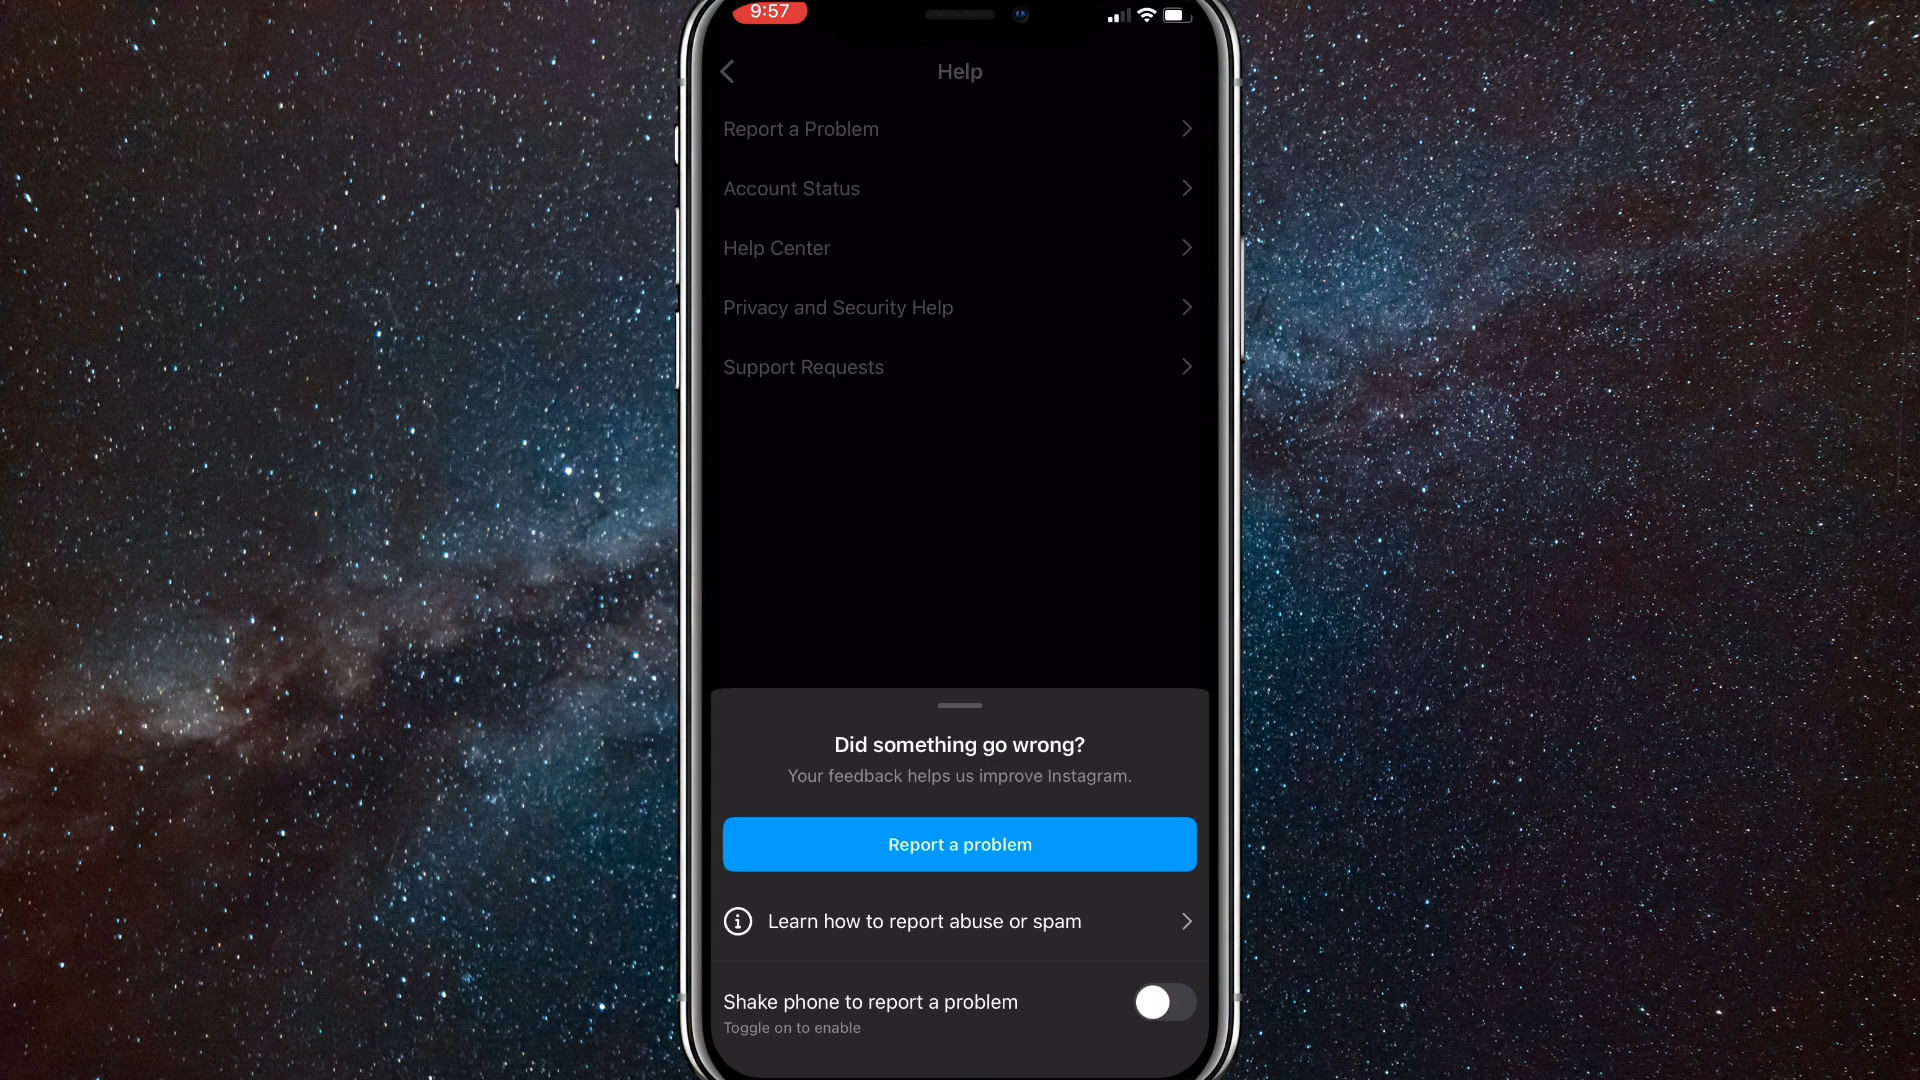 9:57
Help
Report a Problem
Account Status
Help Center
Privacy and Security Help
Support Requests
Did something go wrong?
Your feedback helps us improve Instagram.
Report a problem
Learn how to report abuse or spam
Shake phone to report a problem
Toggle on to enable